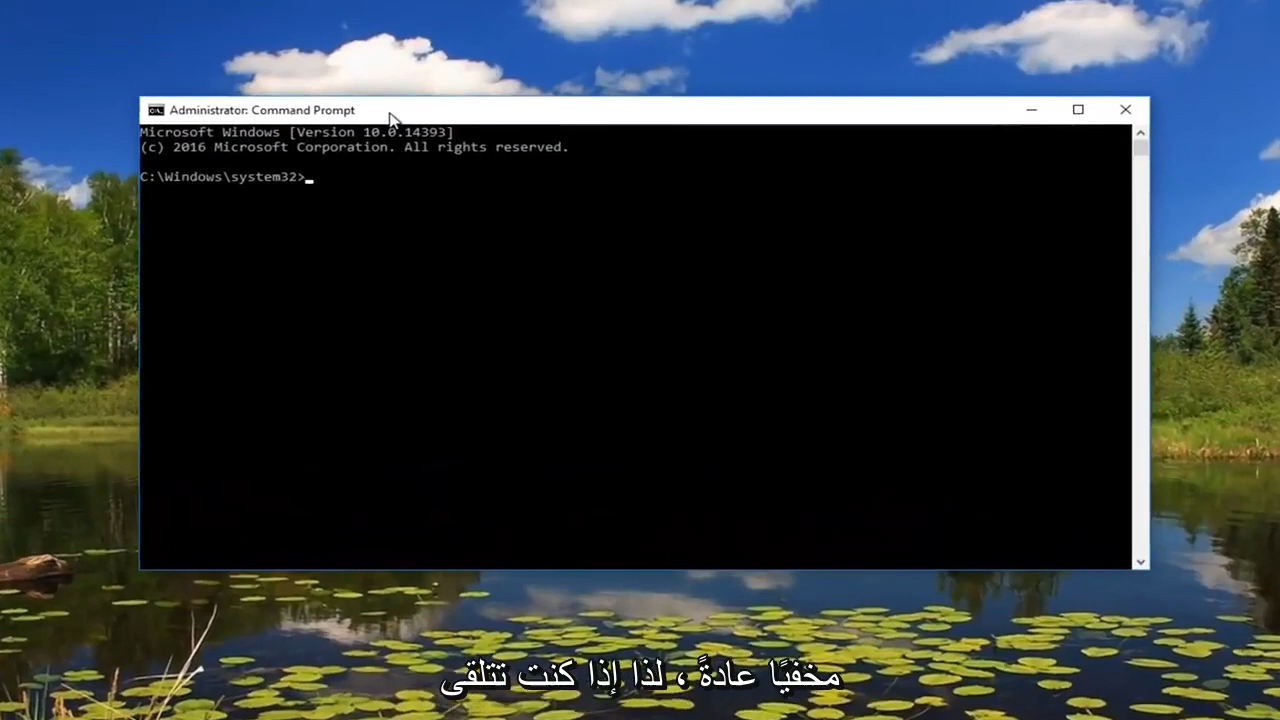 Administrator: Command Prompt
Microsoft Windows [Version 10.0.14393]
(c) 2016 Microsoft Corporation. All rights reserved.
C:\Windows\system32>
مخفيًا عادةً ، لذا إذا كنت تتلقى